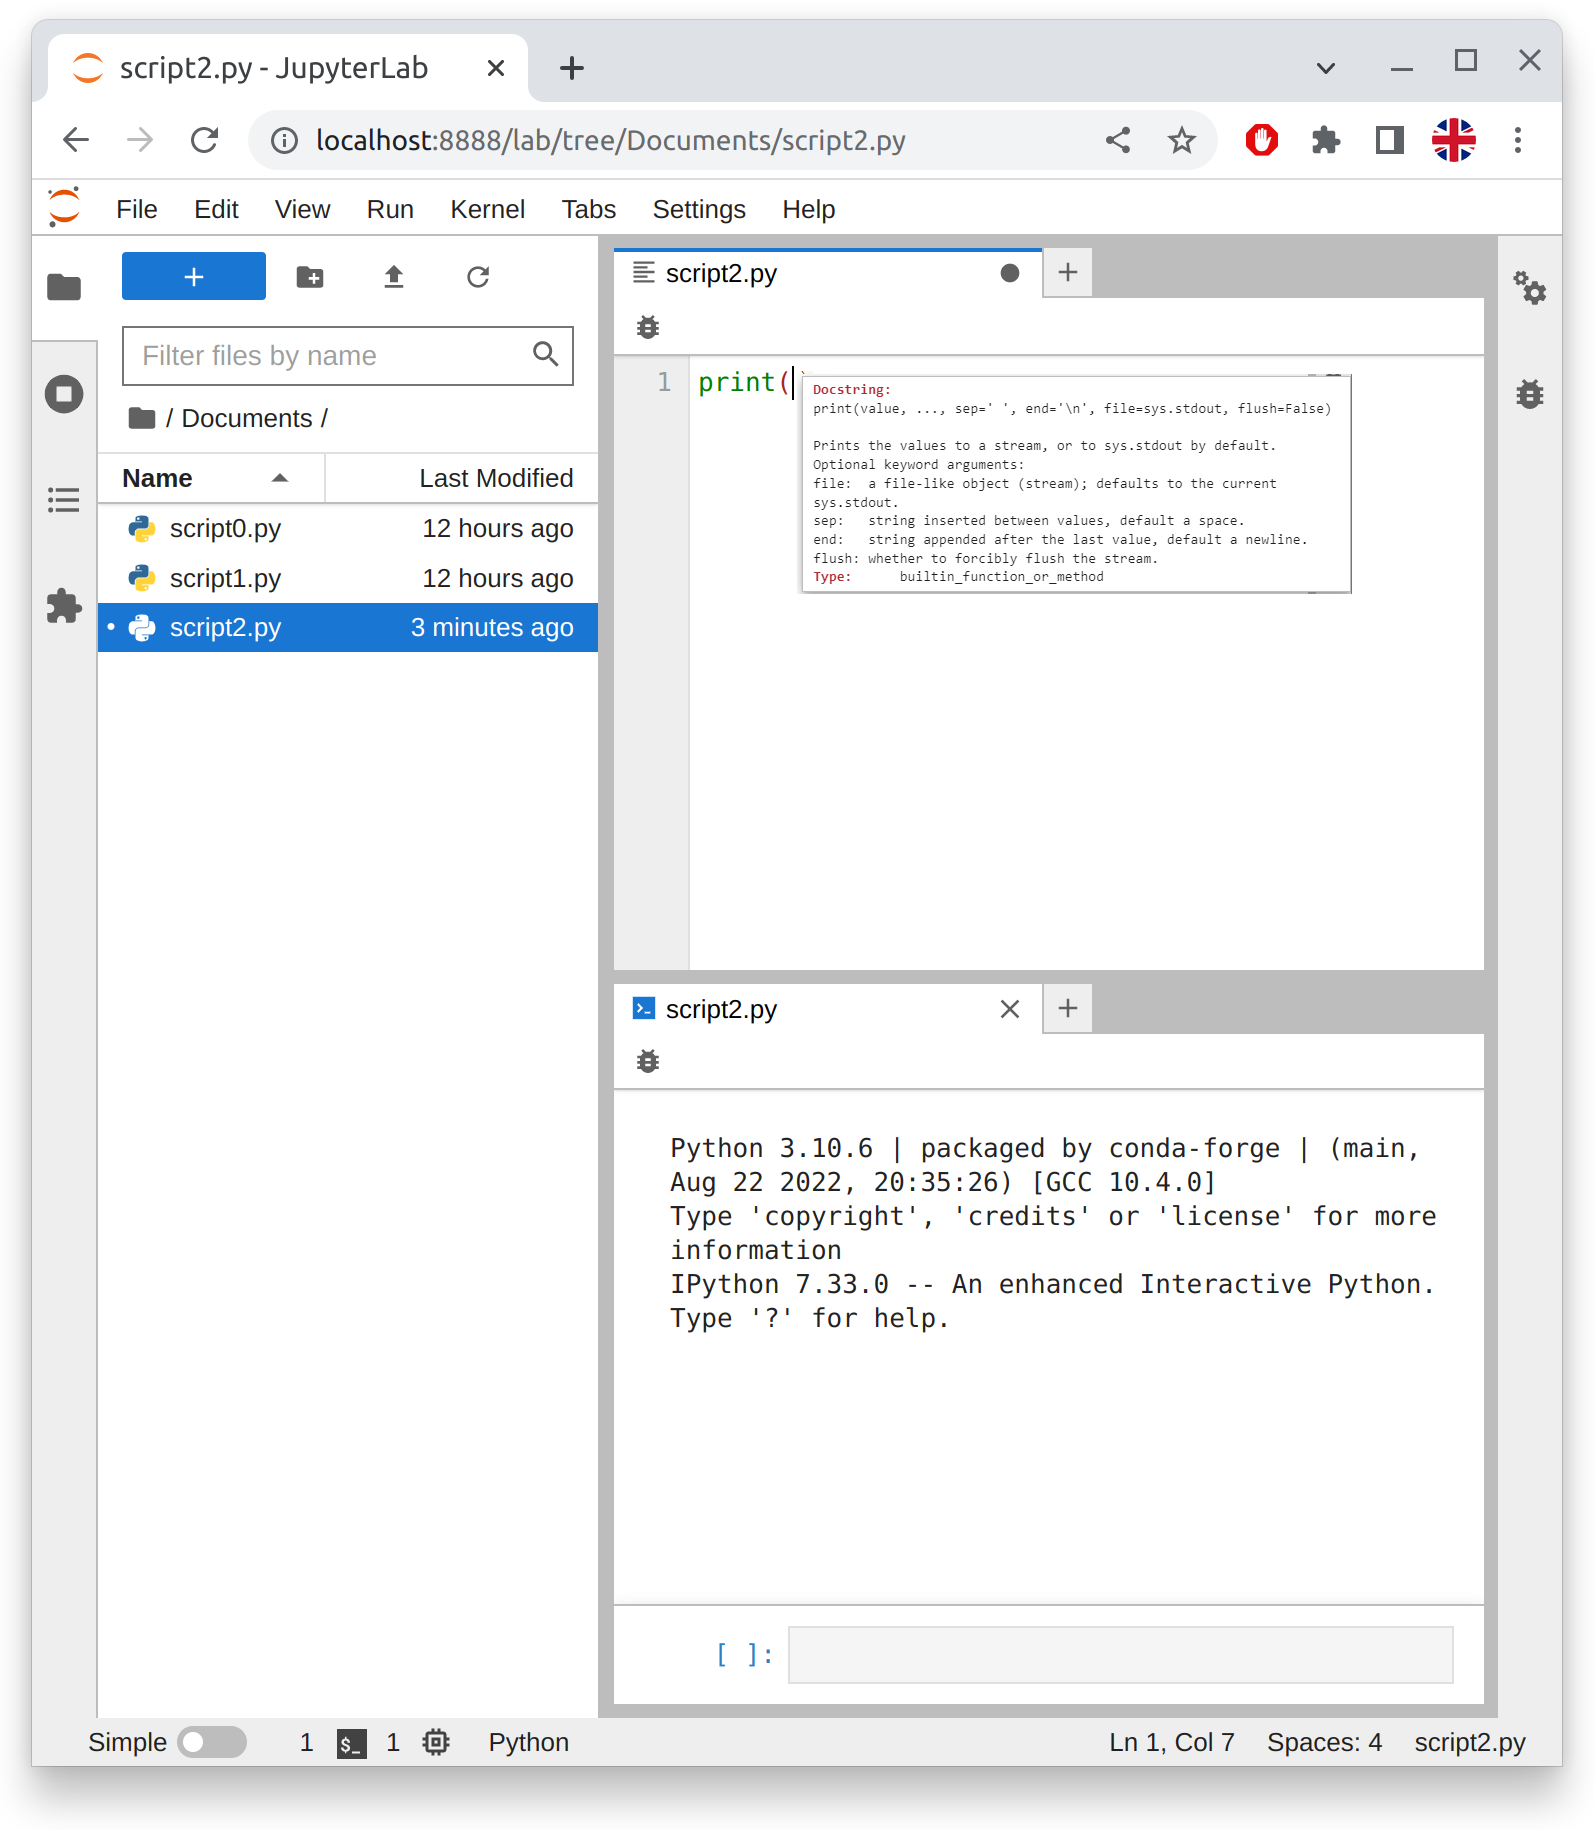 script2.py - JupyterLab
localhost:8888/lab/tree/Documents/script2.py
File Edit View Run Kernel Tabs Settings Help
Filter files by name
/ Documents /
Name Last Modified
script0.py 12 hours ago
script1.py 12 hours ago
script2.py 3 minutes ago
script2.py
1 print(
Docstring:
print(value, ..., sep=' ', end='\n', file=sys.stdout, flush=False)
Prints the values to a stream, or to sys.stdout by default.
Optional keyword arguments:
file: a file-like object (stream); defaults to the current
sys.stdout.
sep: string inserted between values, default a space.
end: string appended after the last value, default a newline.
flush: whether to forcibly flush the stream.
Type: builtin_function_or_method
script2.py
Python 3.10.6 | packaged by conda-forge | (main,
Aug 22 2022, 20:35:26) [GCC 10.4.0]
Type 'copyright', 'credits' or 'license' for more
information
IPython 7.33.0 -- An enhanced Interactive Python.
Type '?' for help.
[ ]:
Simple 1 $_ 1 Python Ln 1, Col 7 Spaces: 4 script2.py